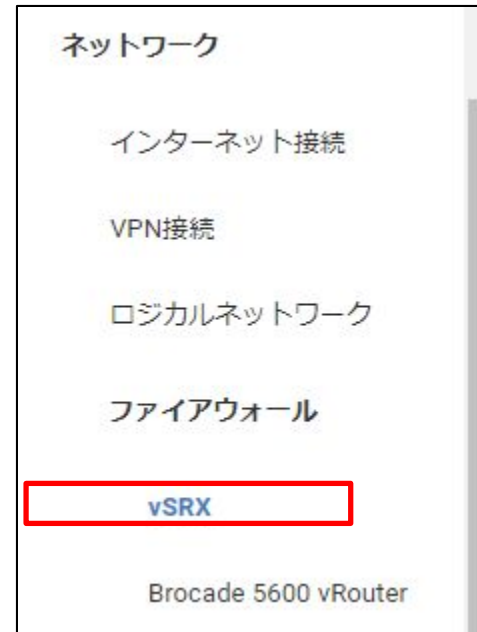 ネットワーク
インターネット接続
VPN接続
ロジカルネットワーク
ファイアウォール
vSRX
Brocade 5600 vRouter